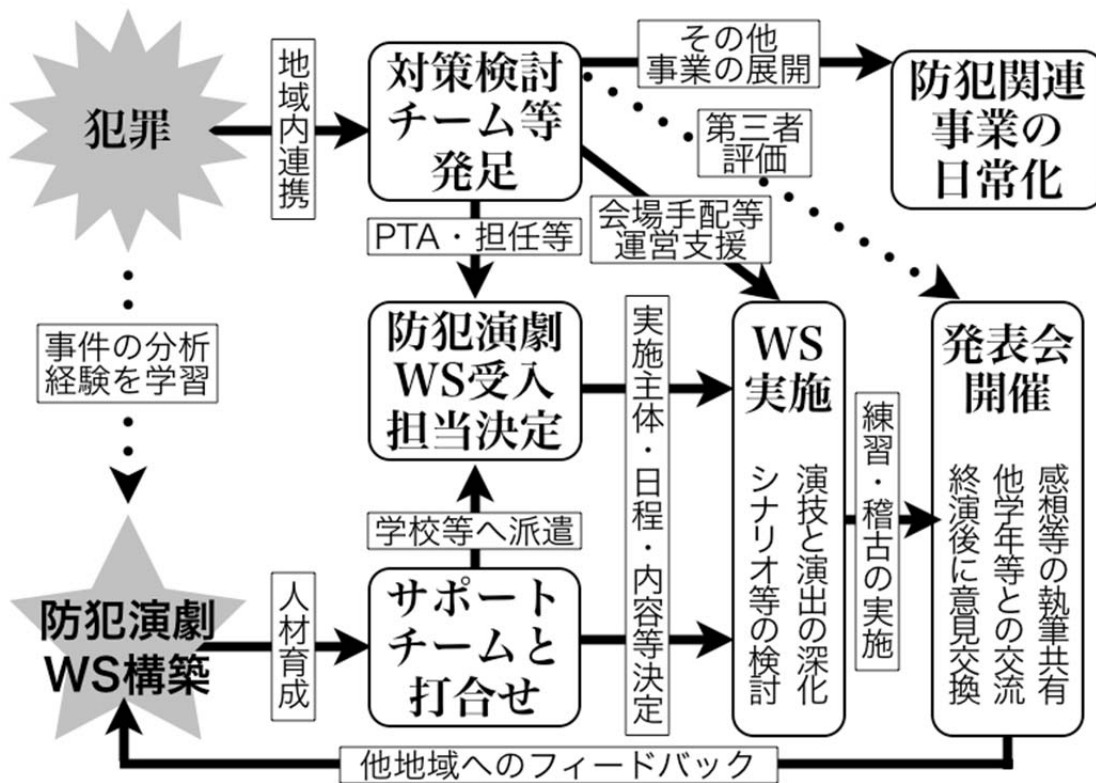 犯罪
地域内連携
対策検討
チーム等
発足
その他
事業の展開
防犯関連
事業の
日常化
第三者
評価
PTA・担任等
会場手配等
運営支援
事件の分析
経験を学習
防犯演劇
WS受入
担当決定
実施主体・日程・内容等決定
WS
実施
演技と演出の深化
シナリオ等の検討
練習・稽古の実施
発表会
開催
感想等の執筆共有
他学年等との交流
終演後に意見交換
学校等へ派遣
防犯演劇
WS構築
人材育成
サポート
チームと
打合せ
他地域へのフィードバック